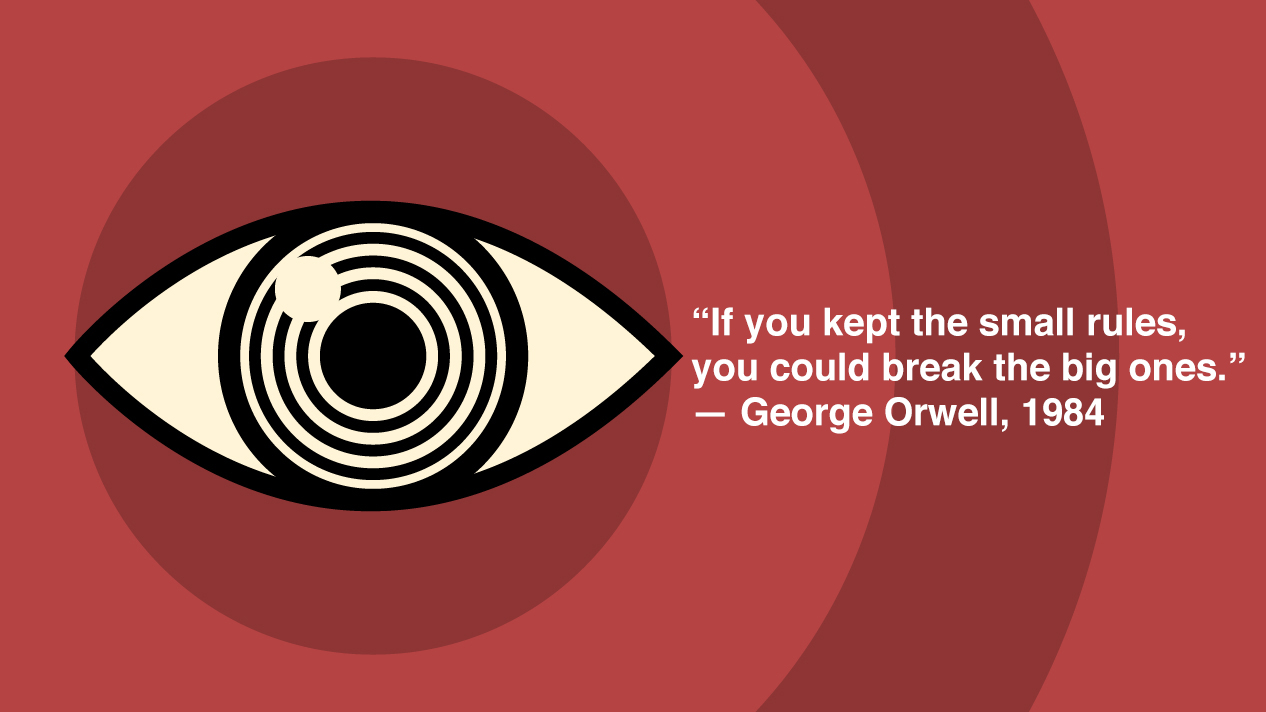 “If you kept the small rules,
you could break the big ones.”
— George Orwell, 1984